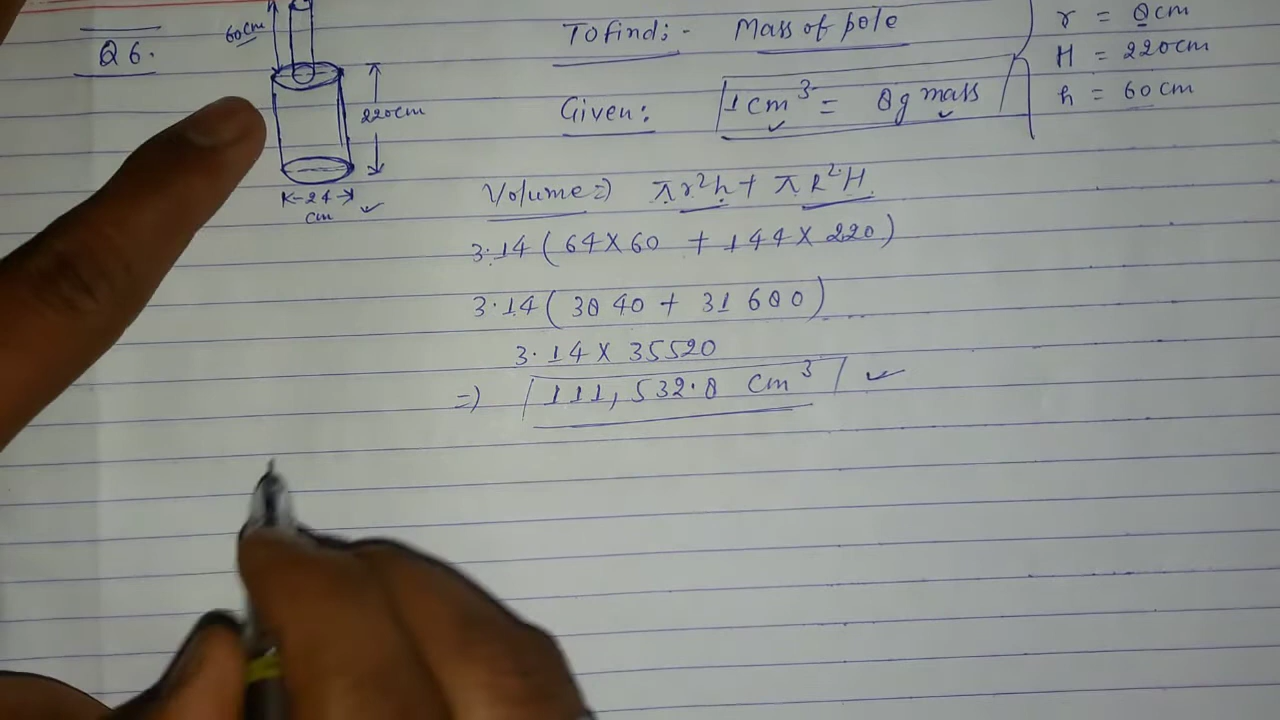 Q 6.
60cm
220cm
K-24->
cm
To find:- Mass of pole
Given: 1 cm³ = 8g mass
r = 8cm
H = 220cm
h = 60cm
Volume => πr²h + πR²H
3.14 (64 X 60 + 144 X 220)
3.14 (3840 + 31680)
3.14 X 35520
=> 111,532.8 cm³